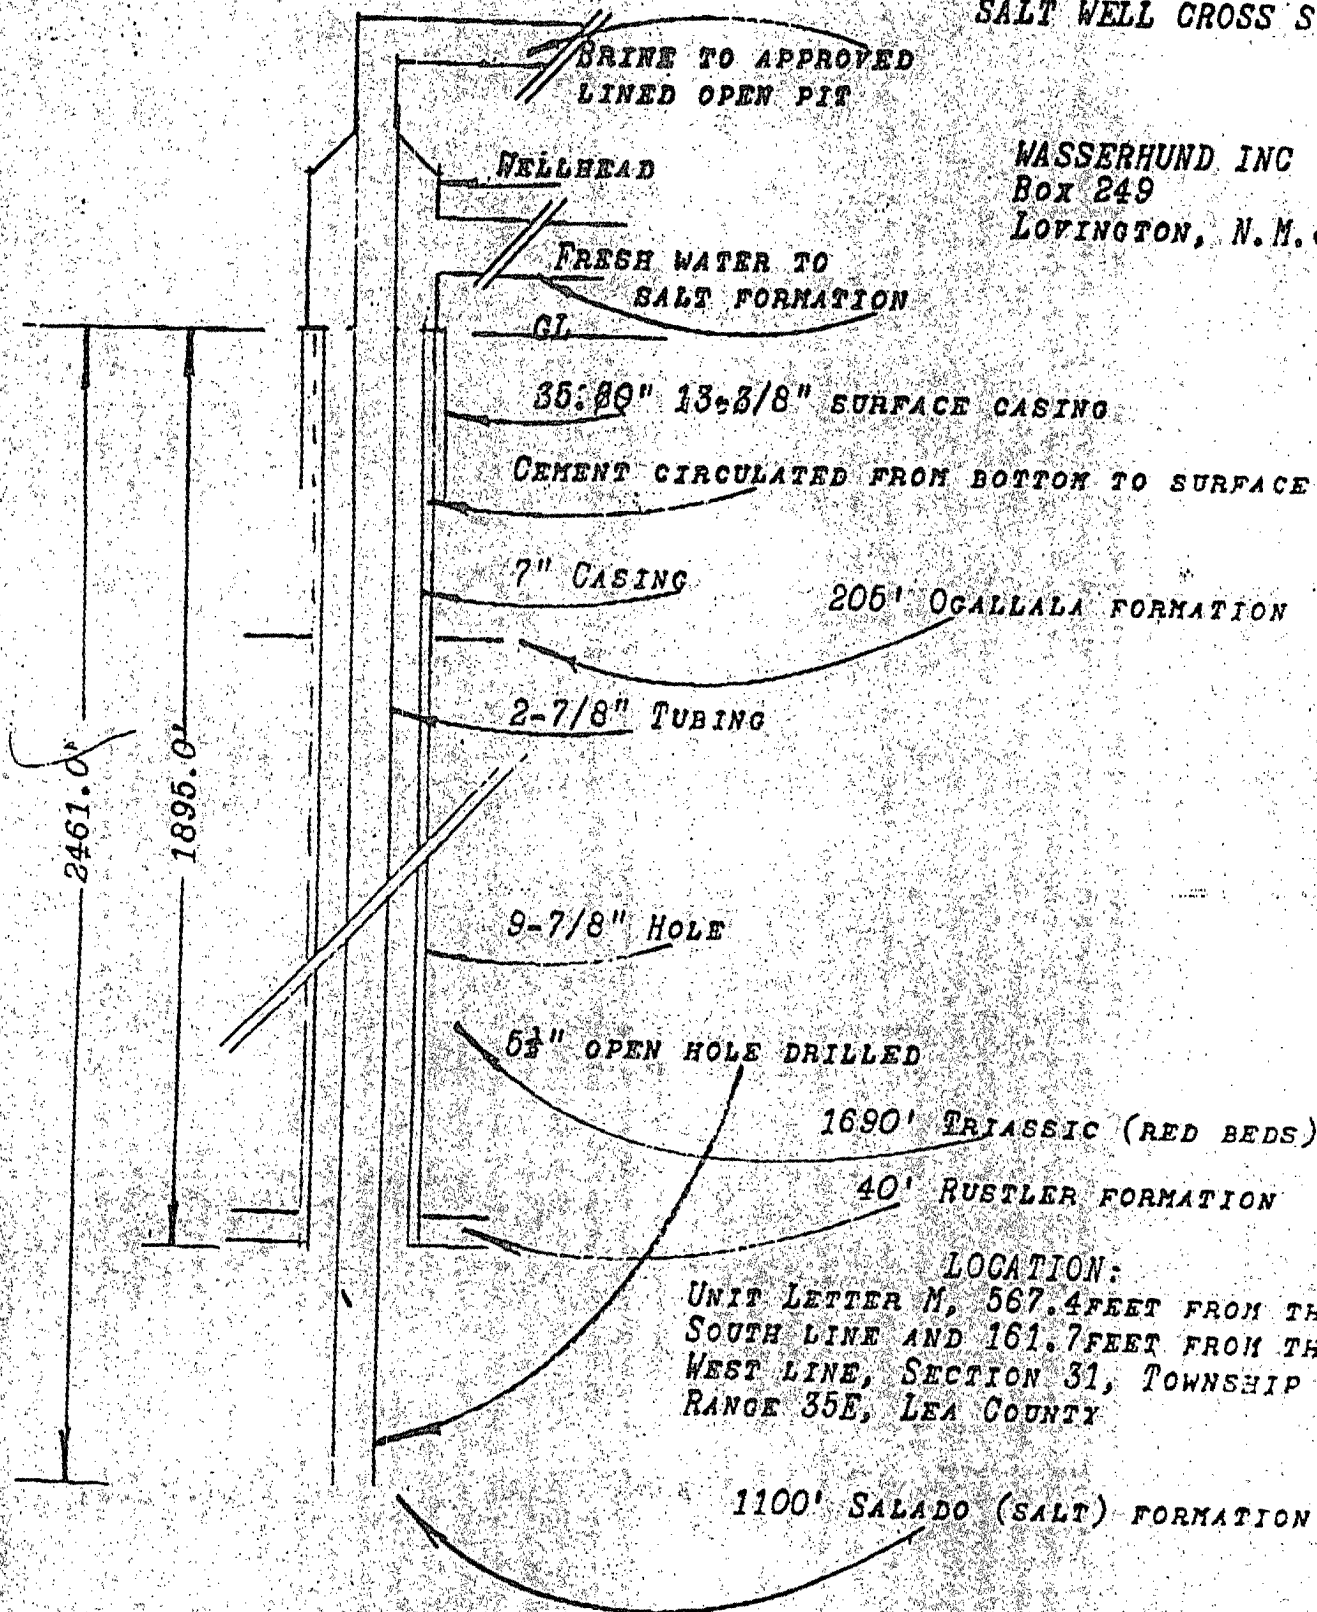 SALT WELL CROSS S
BRINE TO APPROVED
LINED OPEN PIT
WELLHEAD
WASSERHUND INC
BOX 249
LOVINGTON, N.M.
FRESH WATER TO
SALT FORMATION
GL
13-3/8" SURFACE CASING
CEMENT CIRCULATED FROM BOTTOM TO SURFACE
7" CASING
205' OGALLALA FORMATION
2-7/8" TUBING
2461.0'
1895.0'
9-7/8" HOLE
OPEN HOLE DRILLED
1690' TRIASSIC (RED BEDS)
40' RUSTLER FORMATION
LOCATION:
UNIT LETTER M, 567.4FEET FROM TH
SOUTH LINE AND 161.7FEET FROM TH
WEST LINE, SECTION 31, TOWNSHIP
RANGE 35E, LEA COUNTY
1100' SALADO (SALT) FORMATION